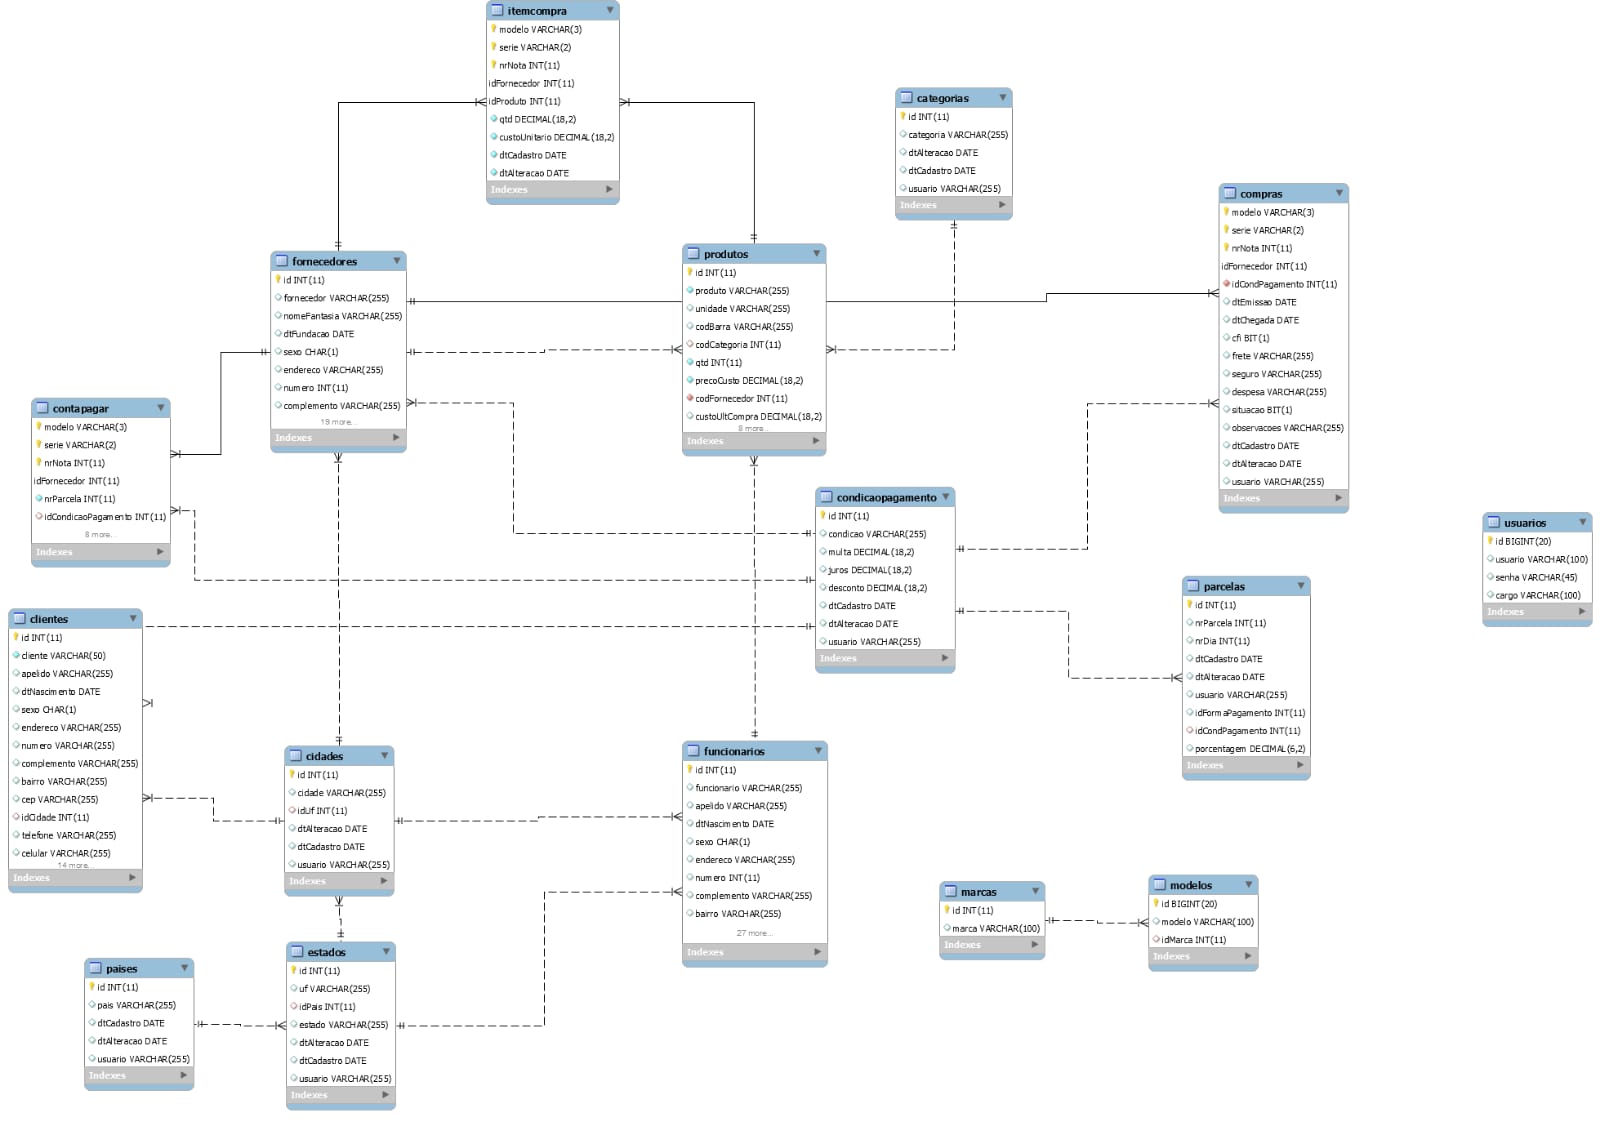 itemcompra
modelo VARCHAR(3)
serie VARCHAR(2)
nrNota INT(11)
idFornecedor INT(11)
idProduto INT(11)
qtd DECIMAL(18,2)
custoUnitario DECIMAL(18,2)
dtCadastro DATE
dtAlteracao DATE
Indexes
categorias
id INT(11)
categoria VARCHAR(255)
dtAlteracao DATE
dtCadastro DATE
usuario VARCHAR(255)
Indexes
compras
modelo VARCHAR(3)
serie VARCHAR(2)
nrNota INT(11)
idFornecedor INT(11)
idCondPagamento INT(11)
dtEmissao DATE
dtChegada DATE
cfi BIT(1)
frete VARCHAR(255)
seguro VARCHAR(255)
despesa VARCHAR(255)
situacao BIT(1)
observacoes VARCHAR(255)
dtCadastro DATE
dtAlteracao DATE
usuario VARCHAR(255)
Indexes
fornecedores
id INT(11)
fornecedor VARCHAR(255)
nomeFantasia VARCHAR(255)
dtFundacao DATE
sexo CHAR(1)
endereco VARCHAR(255)
numero INT(11)
complemento VARCHAR(255)
19 more...
Indexes
produtos
id INT(11)
produto VARCHAR(255)
unidade VARCHAR(255)
codBarra VARCHAR(255)
codCategoria INT(11)
qtd INT(11)
precoCusto DECIMAL(18,2)
codFornecedor INT(11)
custoUltCompra DECIMAL(18,2)
8 more...
Indexes
contapagar
modelo VARCHAR(3)
serie VARCHAR(2)
nrNota INT(11)
idFornecedor INT(11)
nrParcela INT(11)
idCondicaoPagamento INT(11)
8 more...
Indexes
condicaopagamento
id INT(11)
condicao VARCHAR(255)
multa DECIMAL(18,2)
juros DECIMAL(18,2)
desconto DECIMAL(18,2)
dtCadastro DATE
dtAlteracao DATE
usuario VARCHAR(255)
Indexes
usuarios
id BIGINT(20)
usuario VARCHAR(100)
senha VARCHAR(45)
cargo VARCHAR(100)
Indexes
parcelas
id INT(11)
nrParcela INT(11)
nrDia INT(11)
dtCadastro DATE
dtAlteracao DATE
usuario VARCHAR(255)
idFormaPagamento INT(11)
idCondPagamento INT(11)
porcentagem DECIMAL(6,2)
Indexes
clientes
id INT(11)
cliente VARCHAR(50)
apelido VARCHAR(255)
dtNascimento DATE
sexo CHAR(1)
endereco VARCHAR(255)
numero VARCHAR(255)
complemento VARCHAR(255)
bairro VARCHAR(255)
cep VARCHAR(255)
idCidade INT(11)
telefone VARCHAR(255)
celular VARCHAR(255)
14 more...
Indexes
cidades
id INT(11)
cidade VARCHAR(255)
idUf INT(11)
dtAlteracao DATE
dtCadastro DATE
usuario VARCHAR(255)
Indexes
funcionarios
id INT(11)
funcionario VARCHAR(255)
apelido VARCHAR(255)
dtNascimento DATE
sexo CHAR(1)
endereco VARCHAR(255)
numero INT(11)
complemento VARCHAR(255)
bairro VARCHAR(255)
27 more...
Indexes
marcas
id INT(11)
marca VARCHAR(100)
Indexes
modelos
id BIGINT(20)
modelo VARCHAR(100)
idMarca INT(11)
Indexes
paises
id INT(11)
pais VARCHAR(255)
dtCadastro DATE
dtAlteracao DATE
usuario VARCHAR(255)
Indexes
estados
id INT(11)
uf VARCHAR(255)
idPais INT(11)
estado VARCHAR(255)
dtAlteracao DATE
dtCadastro DATE
usuario VARCHAR(255)
Indexes